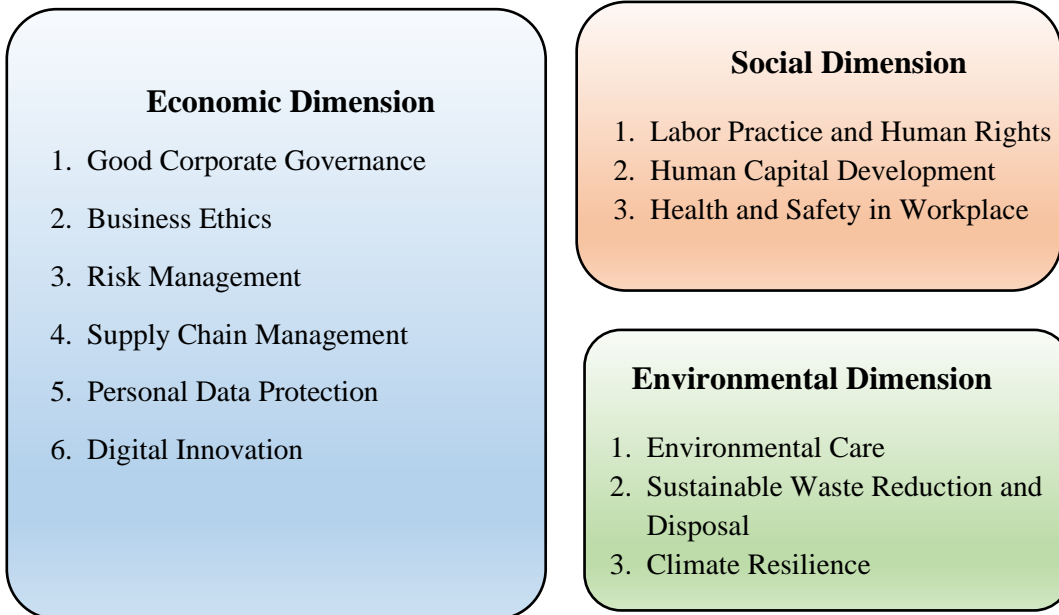 Economic Dimension
1. Good Corporate Governance
2. Business Ethics
3. Risk Management
4. Supply Chain Management
5. Personal Data Protection
6. Digital Innovation
Social Dimension
1. Labor Practice and Human Rights
2. Human Capital Development
3. Health and Safety in Workplace
Environmental Dimension
1. Environmental Care
2. Sustainable Waste Reduction and
Disposal
3. Climate Resilience